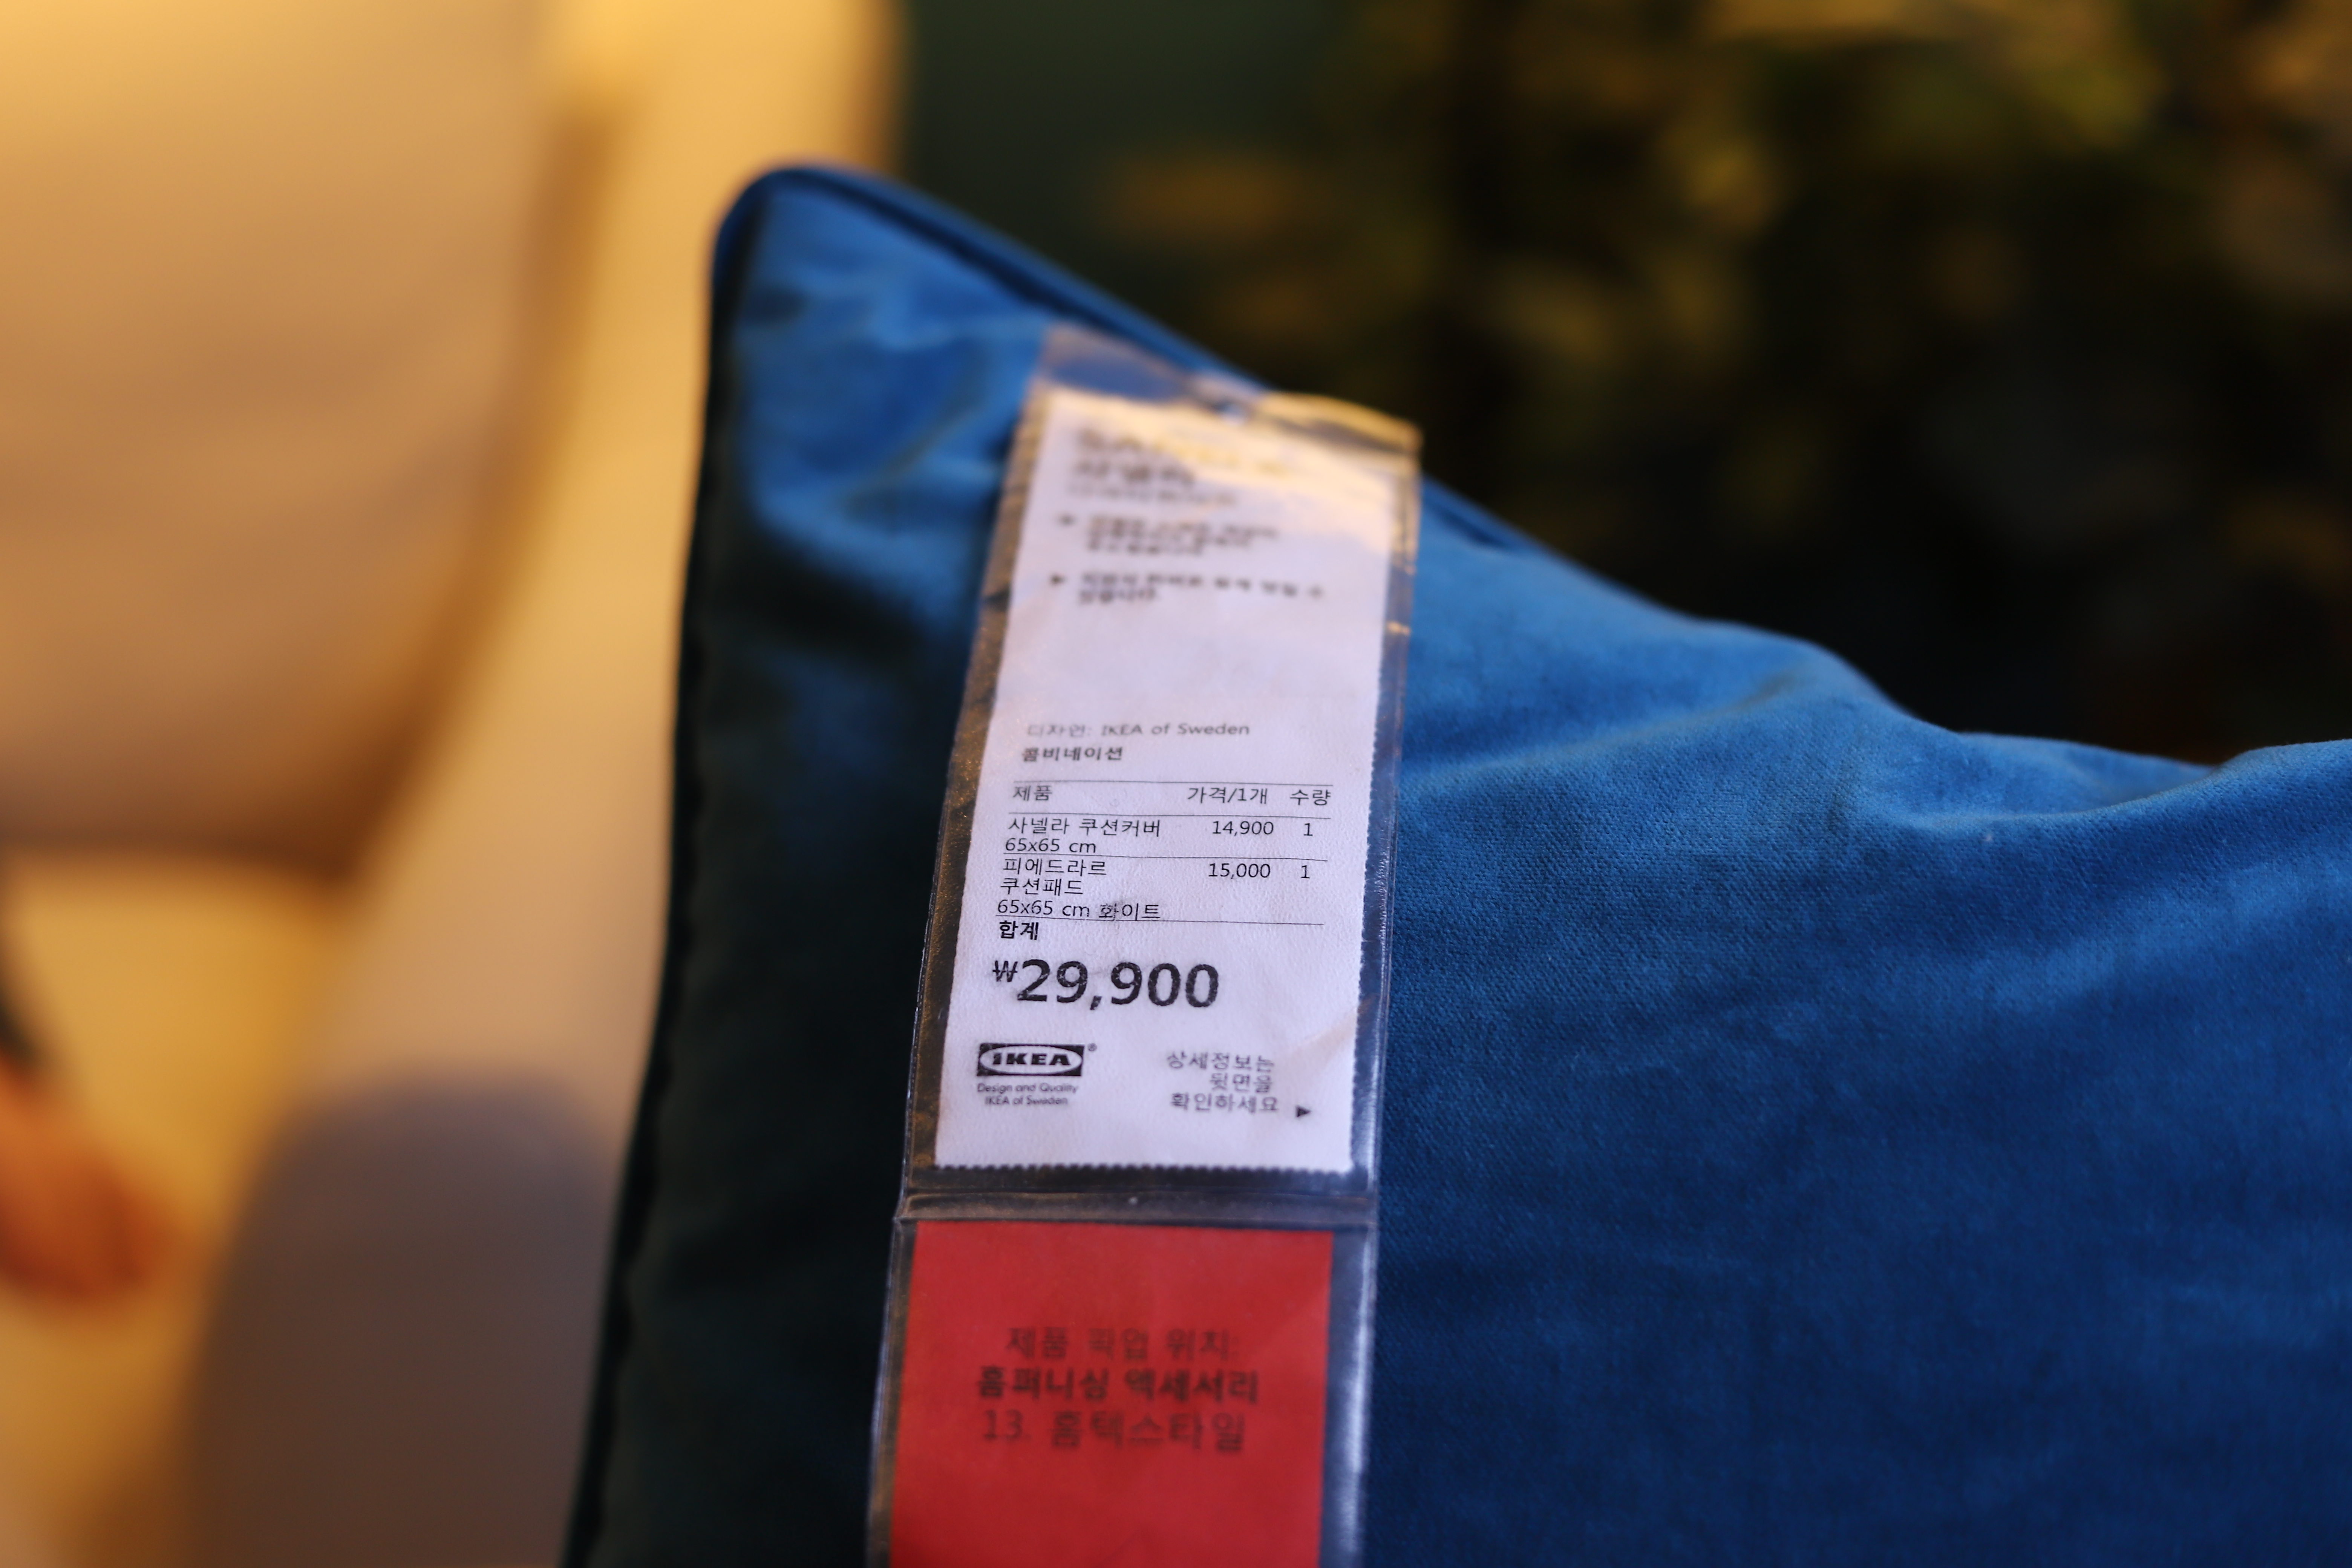 사넬라
디자인: IKEA of Sweden
콤비네이션
제품 가격/1개 수량
사넬라 쿠션커버 14,900 1
65x65 cm
피에드라르 15,000 1
쿠션패드
65x65 cm 화이트
합계
₩29,900
IKEA®
Design and Quality
IKEA of Sweden
상세정보는
뒷면을
확인하세요 ▶
제품 픽업 위치:
홈퍼니싱 액세서리
13. 홈텍스타일